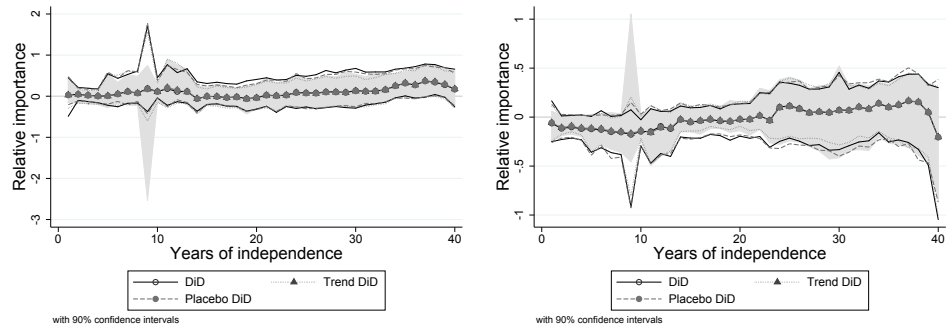 Relative importance
2
1
0
-1
-2
-3
0 10 20 30 40
Years of independence
DiD Trend DiD
Placebo DiD
with 90% confidence intervals
Relative importance
1
.5
0
-.5
-1
0 10 20 30 40
Years of independence
DiD Trend DiD
Placebo DiD
with 90% confidence intervals